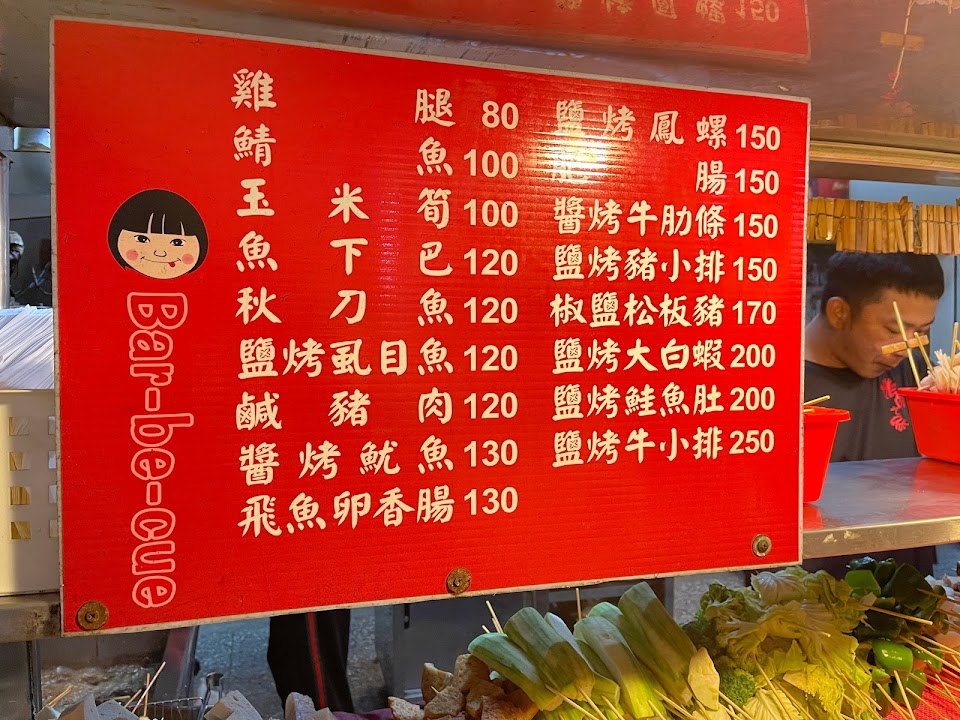 雞腿 80
鯖魚 100
玉米筍 100
魚下巴 120
秋刀魚 120
鹽烤虱目魚 120
鹹豬肉 120
醬烤魷魚 130
飛魚卵香腸 130
鹽烤鳳螺 150
肥腸 150
醬烤牛肋條 150
鹽烤豬小排 150
椒鹽松板豬 170
鹽烤大白蝦 200
鹽烤鮭魚肚 200
鹽烤牛小排 250
Bar-be-cue